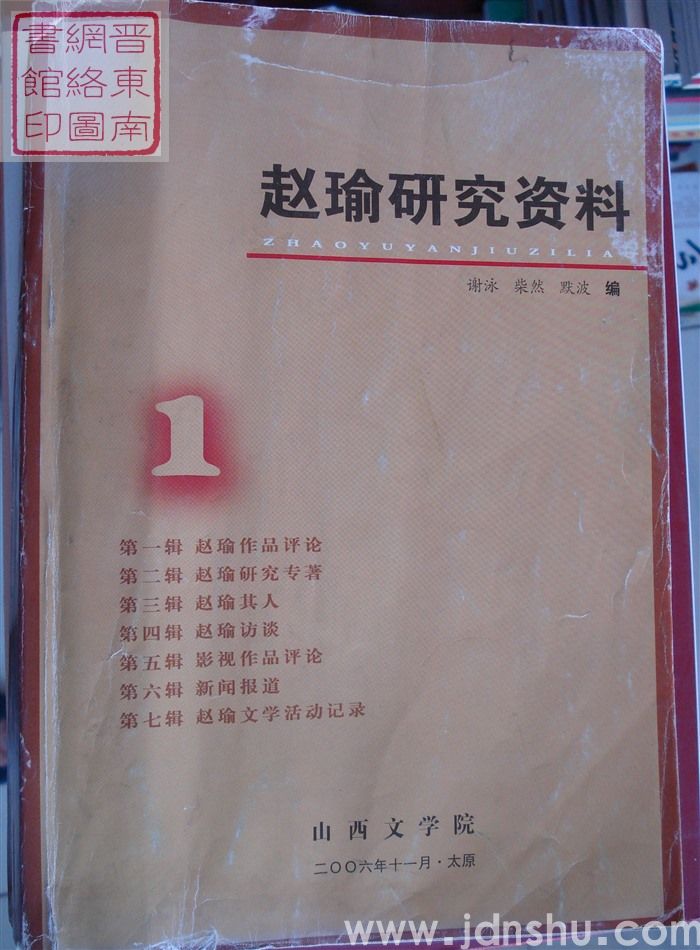 晋东南
網絡圖
書館印
赵瑜研究资料
ZHAOYUYANJIUZILIA
谢泳 柴然 默波 编
1
第一辑 赵瑜作品评论
第二辑 赵瑜研究专著
第三辑 赵瑜其人
第四辑 赵瑜访谈
第五辑 影视作品评论
第六辑 新闻报道
第七辑 赵瑜文学活动记录
山西文学院
二〇〇六年十一月·太原
www.jdnshu.com